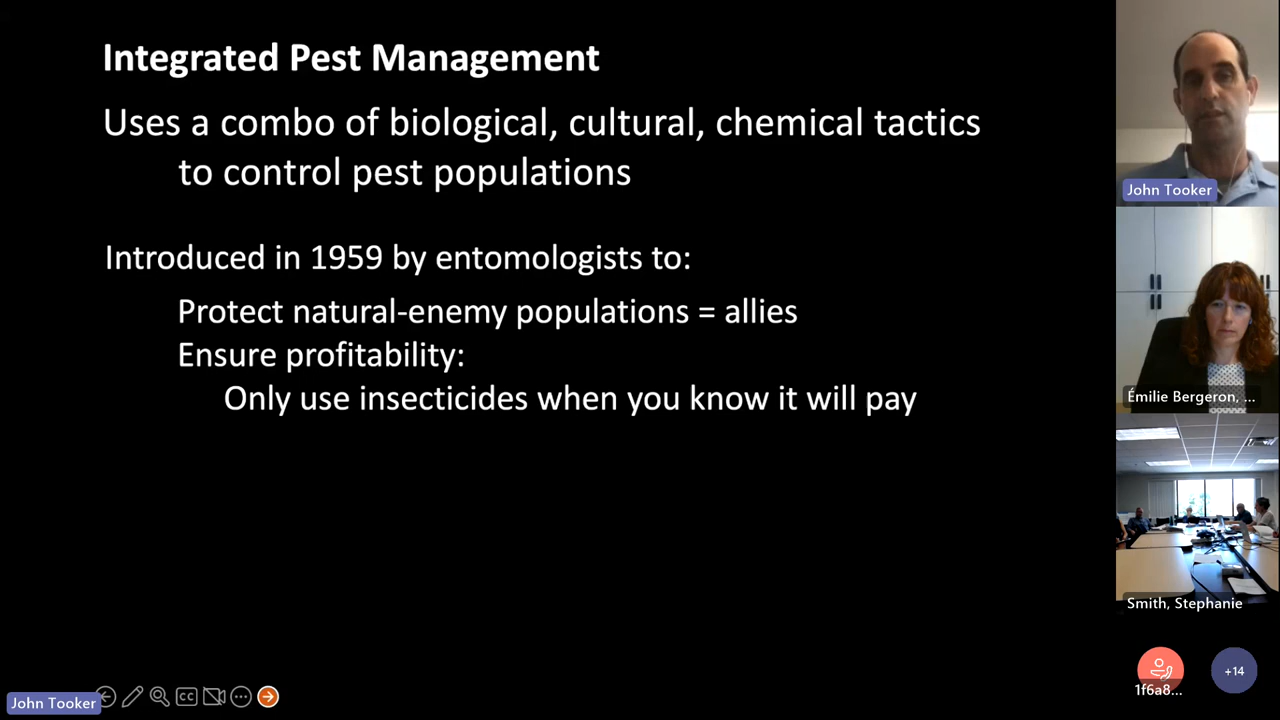 Integrated Pest Management
Uses a combo of biological, cultural, chemical tactics
to control pest populations
Introduced in 1959 by entomologists to:
Protect natural-enemy populations = allies
Ensure profitability:
Only use insecticides when you know it will pay
John Tooker
Émilie Bergeron, ...
Smith, Stephanie
1f6a8...
+14
CC
John Tooker